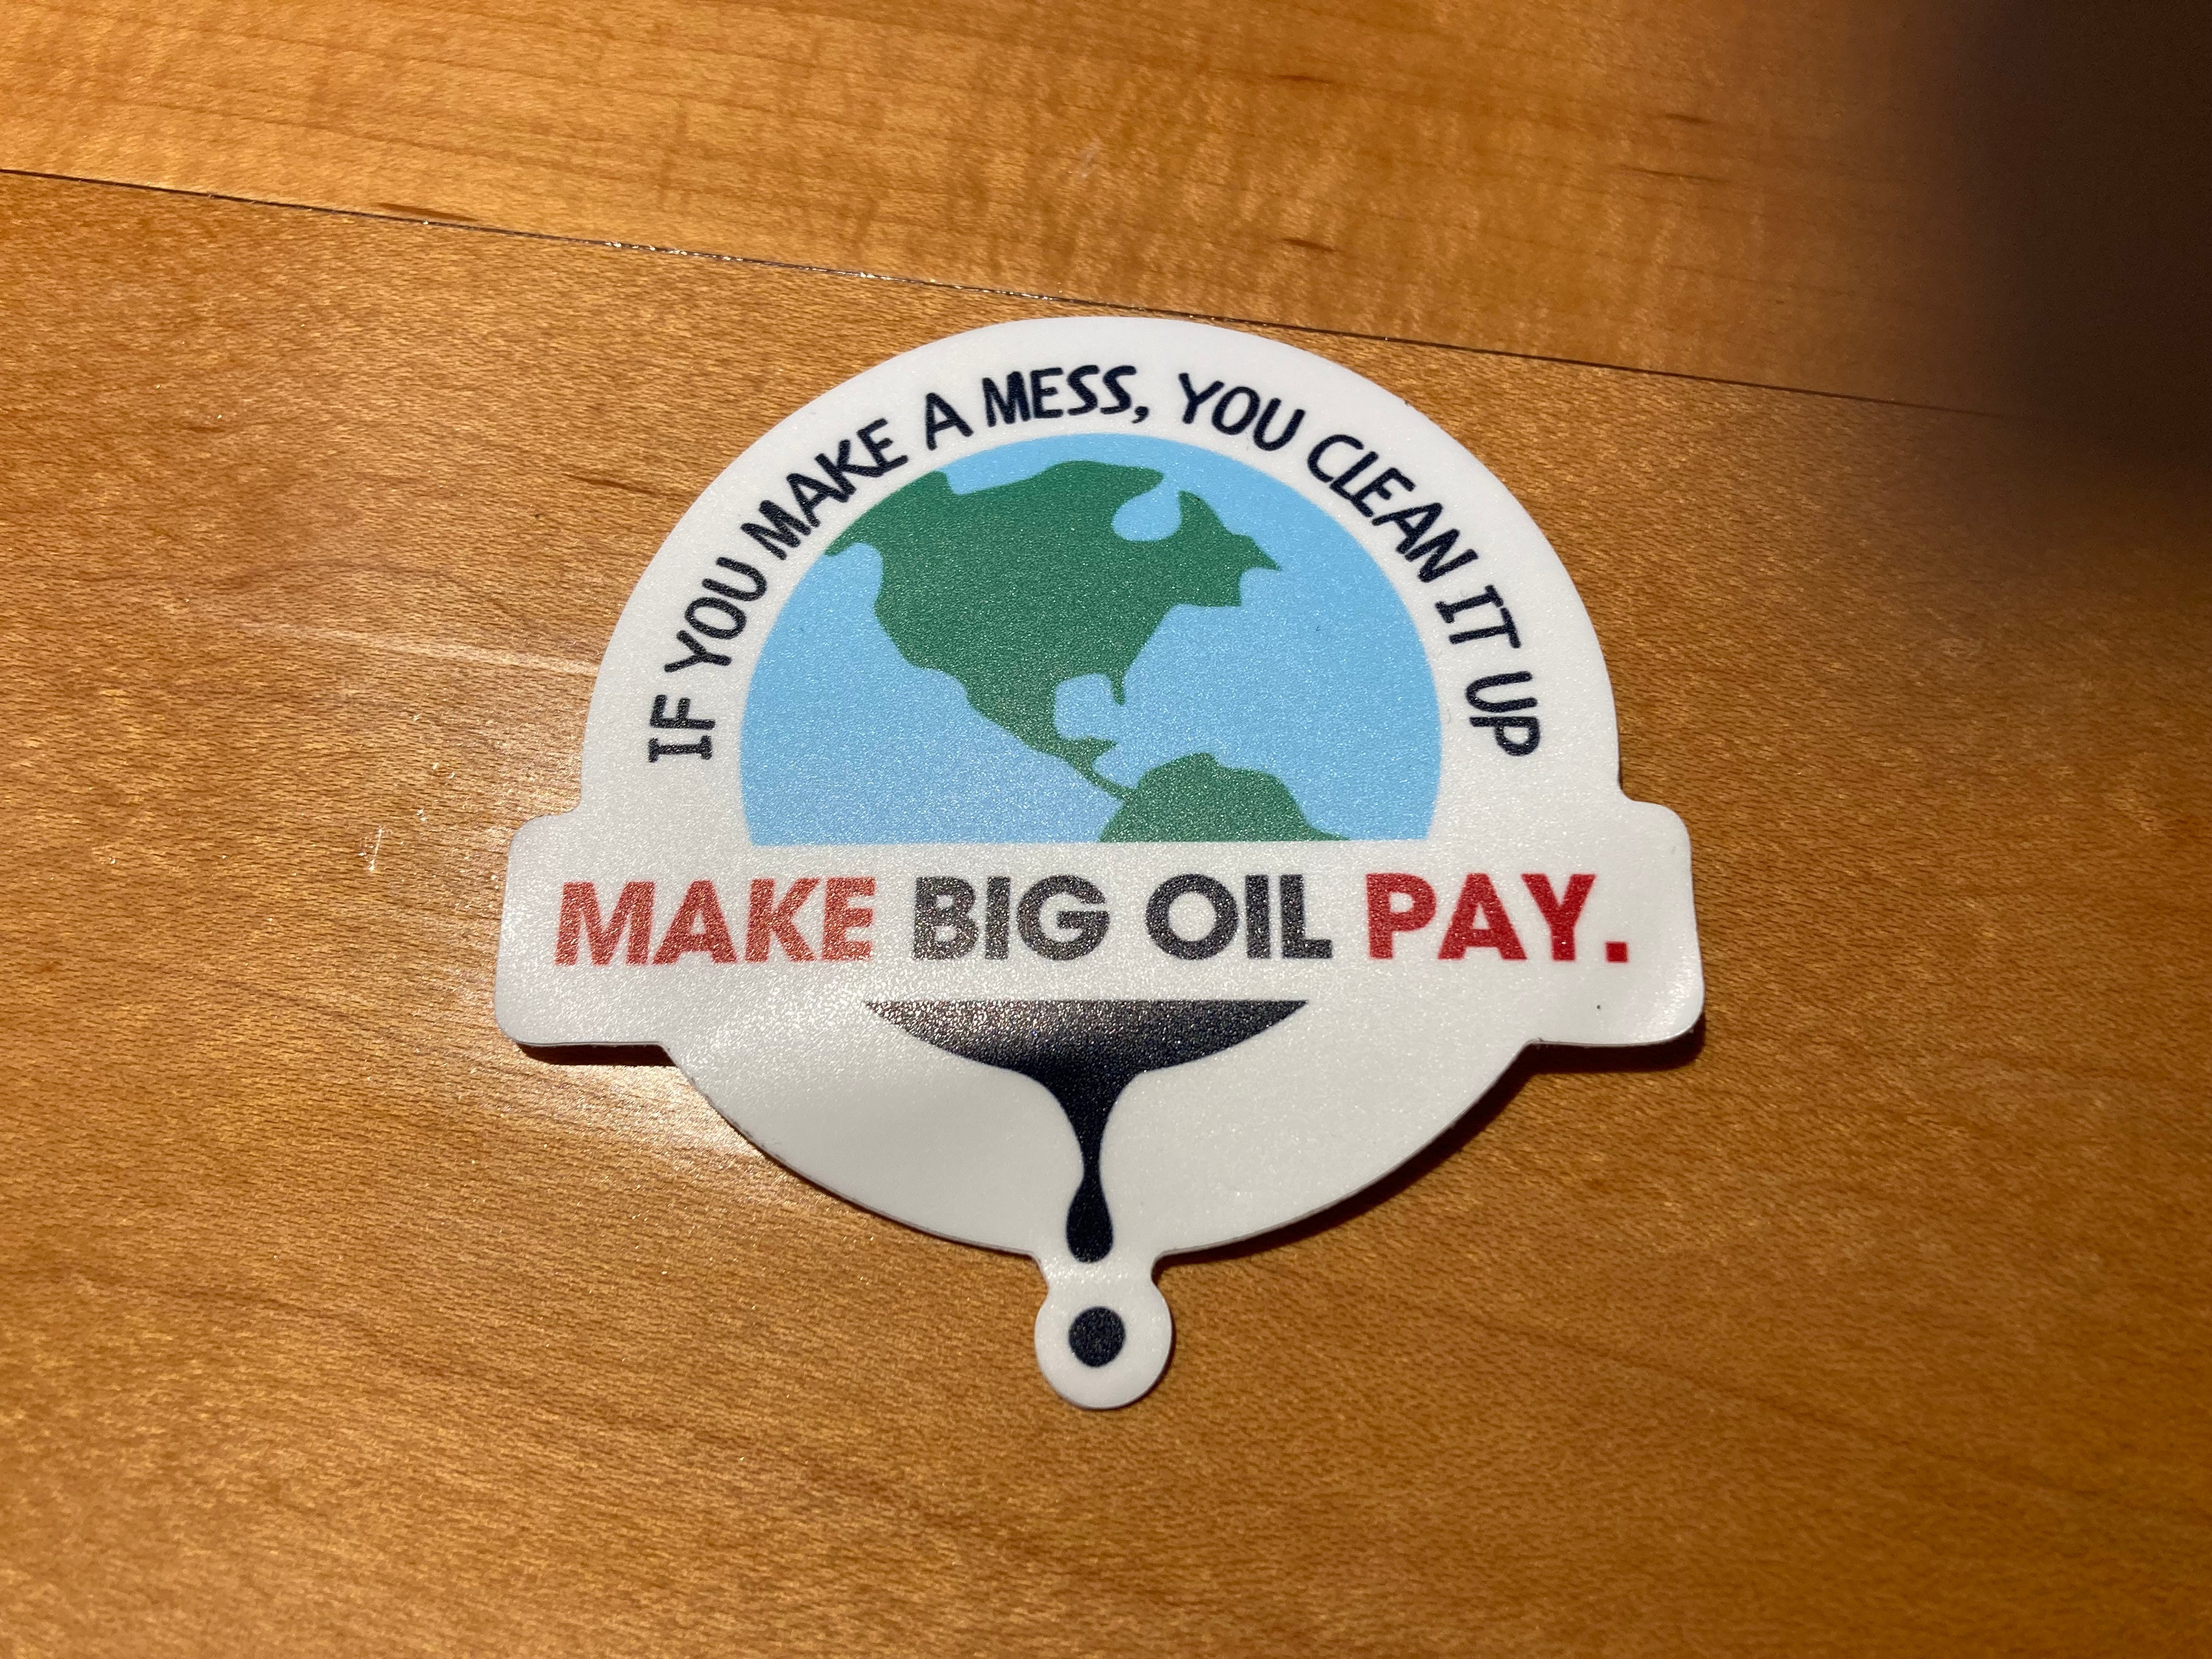 IF YOU MAKE A MESS, YOU CLEAN IT UP
MAKE BIG OIL PAY.